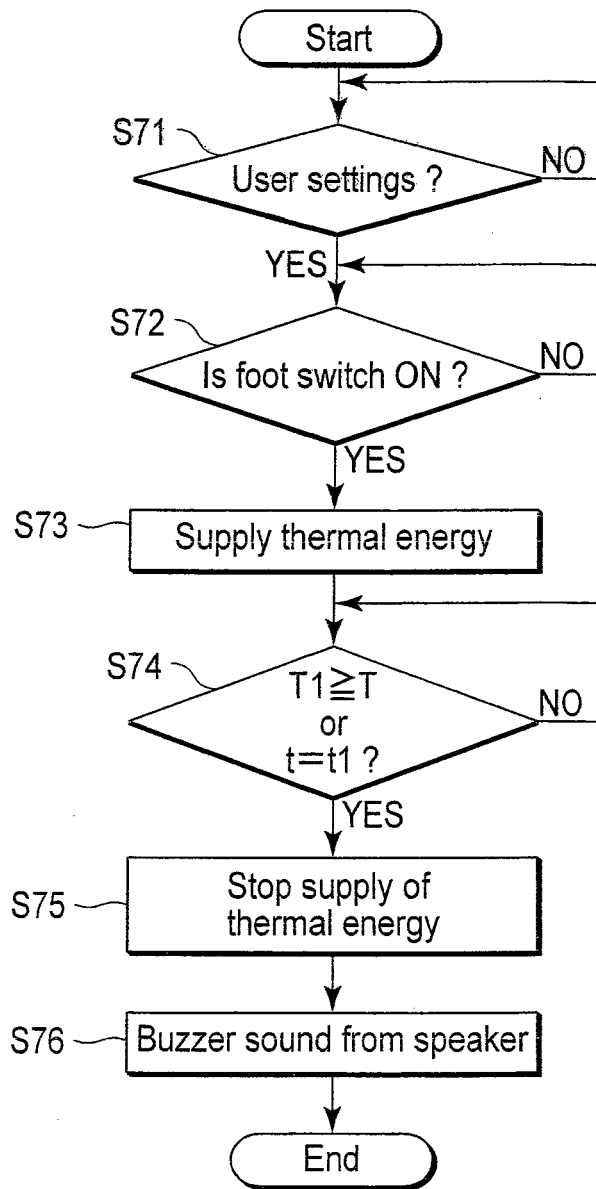 Start
S71
User settings ?
NO
YES
S72
Is foot switch ON ?
NO
YES
S73
Supply thermal energy
S74
T1≧T
or
t=t1 ?
NO
YES
S75
Stop supply of
thermal energy
S76
Buzzer sound from speaker
End